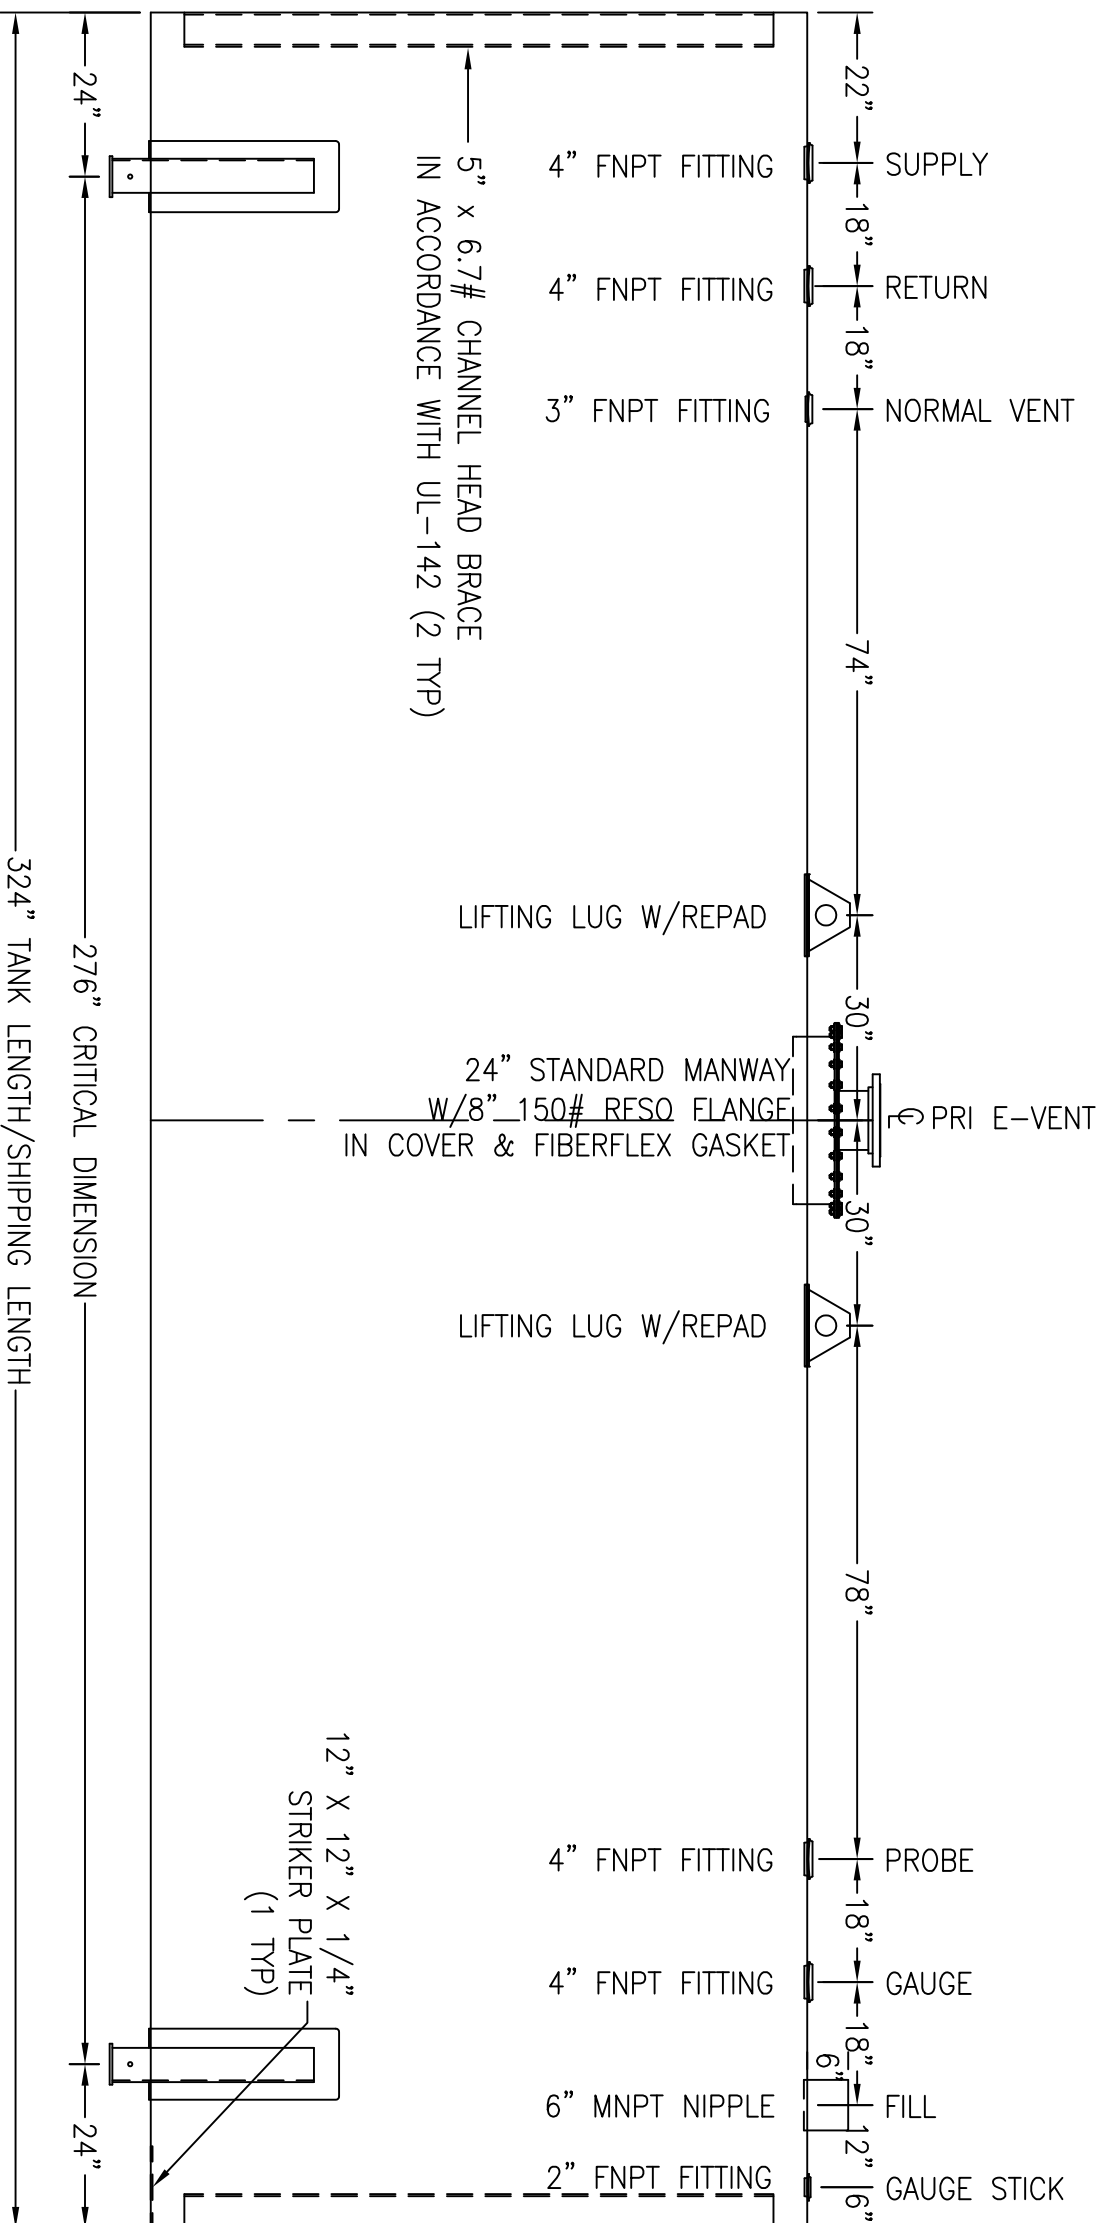 22”
SUPPLY
4” FNPT FITTING
18”
RETURN
4” FNPT FITTING
18”
NORMAL VENT
3” FNPT FITTING
74”
LIFTING LUG W/REPAD
30”
24” STANDARD MANWAY
W/8” 150# RFSO FLANGE
IN COVER & FIBERFLEX GASKET
℄ PRI E-VENT
30”
LIFTING LUG W/REPAD
78”
PROBE
4” FNPT FITTING
18”
GAUGE
4” FNPT FITTING
18”
6”
FILL
6” MNPT NIPPLE
12”
GAUGE STICK
2” FNPT FITTING
6”
5” x 6.7# CHANNEL HEAD BRACE
IN ACCORDANCE WITH UL-142 (2 TYP)
12” X 12” X 1/4”
STRIKER PLATE
(1 TYP)
24”
276” CRITICAL DIMENSION
24”
324” TANK LENGTH/SHIPPING LENGTH